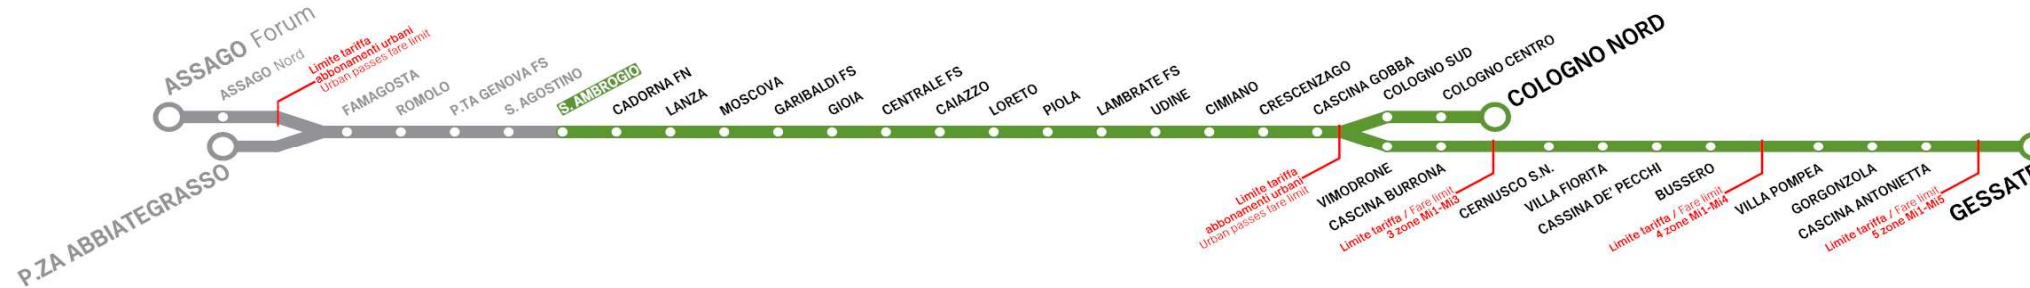 ASSAGO Forum
ASSAGO Nord
Limite tariffa
abbonamenti urbani
Urban passes fare limit
P.ZA ABBIATEGRASSO
FAMAGOSTA
ROMOLO
P.TA GENOVA FS
S. AGOSTINO
S. AMBROGIO
CADORNA FN
LANZA
MOSCOVA
GARIBALDI FS
GIOIA
CENTRALE FS
CAIAZZO
LORETO
PIOLA
LAMBRATE FS
UDINE
CIMIANO
CRESCENZAGO
CASCINA GOBBA
COLOGNO SUD
COLOGNO CENTRO
COLOGNO NORD
Limite tariffa
abbonamenti urbani
Urban passes fare limit
VIMODRONE
CASCINA BURRONA
Limite tariffa / Fare limit
3 zone Mi1-Mi3
CERNUSCO S.N.
VILLA FIORITA
CASSINA DE' PECCHI
BUSSERO
Limite tariffa / Fare limit
4 zone Mi1-Mi4
VILLA POMPEA
GORGONZOLA
CASCINA ANTONIETTA
Limite tariffa / Fare limit
5 zone Mi1-Mi5
GESSATE